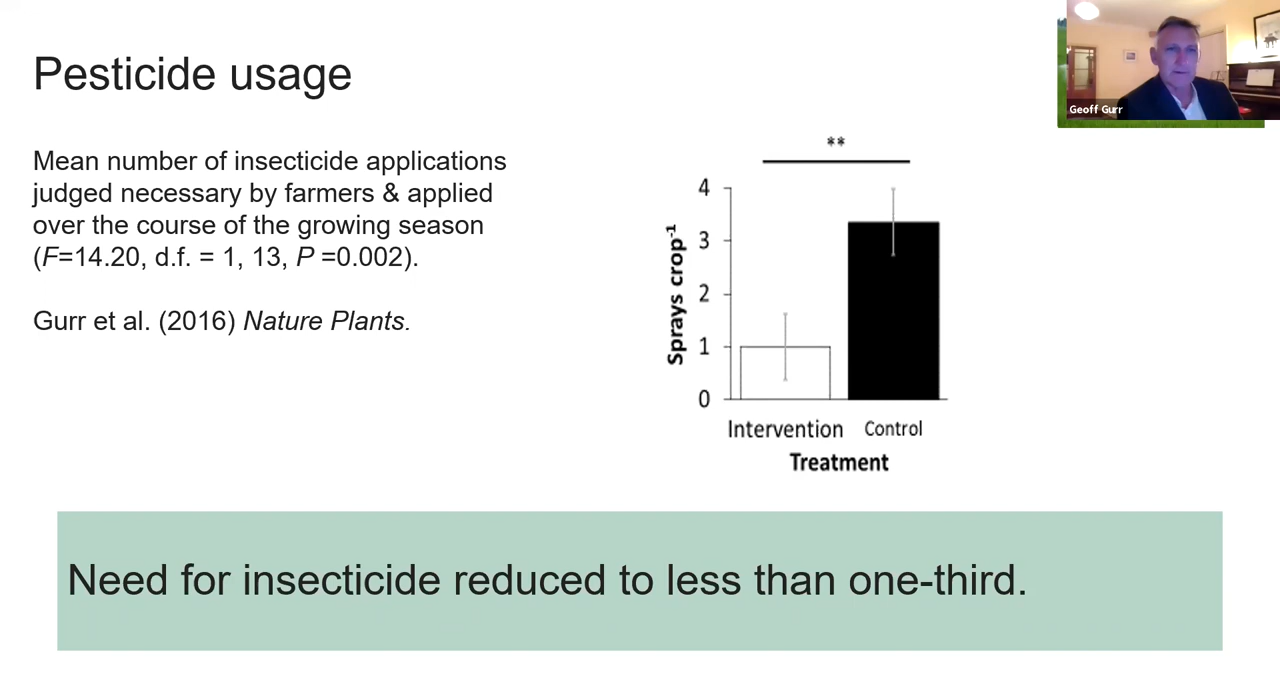 Pesticide usage
Geoff Gurr
Mean number of insecticide applications
judged necessary by farmers & applied
over the course of the growing season
(F=14.20, d.f. = 1, 13, P =0.002).
Gurr et al. (2016) Nature Plants.
**
4
3
2
1
0
Sprays crop⁻¹
Intervention Control
Treatment
Need for insecticide reduced to less than one-third.